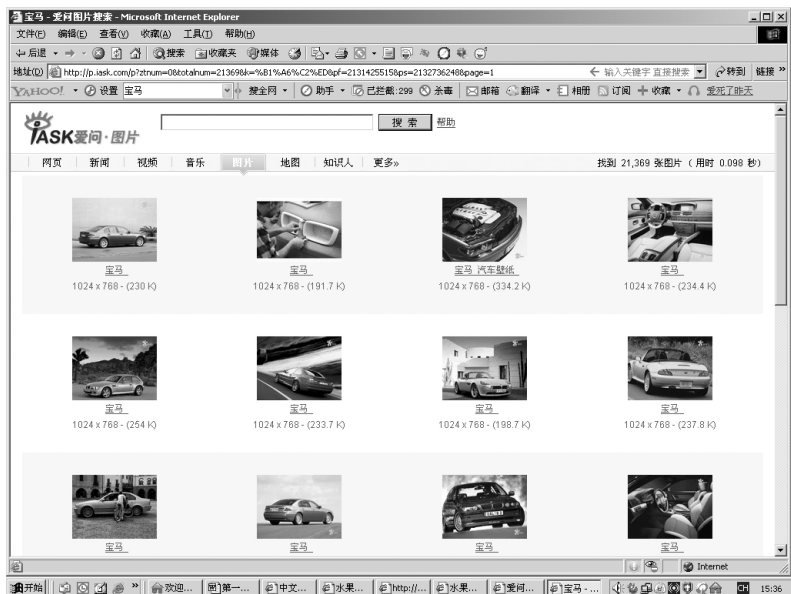 宝马 - 爱问图片搜索 - Microsoft Internet Explorer
文件(F) 编辑(E) 查看(V) 收藏(A) 工具(T) 帮助(H)
后退 搜索 收藏夹 媒体
地址(D) http://p.iask.com/p?ztnum=0&totalnum=21369&k=%B1%A6%C2%ED&pf=2131425515&ps=2132736248&page=1 输入关键字 直接搜索 转到 链接 »
YAHOO! 设置 宝马 搜全网 助手 已拦截:299 杀毒 邮箱 翻译 相册 订阅 收藏 爱死了昨天
iASK爱问·图片 搜 索 帮助
网页 新闻 视频 音乐 图片 地图 知识人 更多» 找到 21,369 张图片 ( 用时 0.098 秒)
宝马 宝马 宝马 汽车壁纸 宝马
1024 x 768 - (230 K) 1024 x 768 - (191.7 K) 1024 x 768 - (334.2 K) 1024 x 768 - (234.4 K)
宝马 宝马 宝马 宝马
1024 x 768 - (254 K) 1024 x 768 - (233.7 K) 1024 x 768 - (198.7 K) 1024 x 768 - (237.8 K)
宝马 宝马 宝马 宝马
Internet
开始 » 欢迎... 第一... 中文... 水果... http://... 水果... 爱问... 宝马 - ... CH 15:36